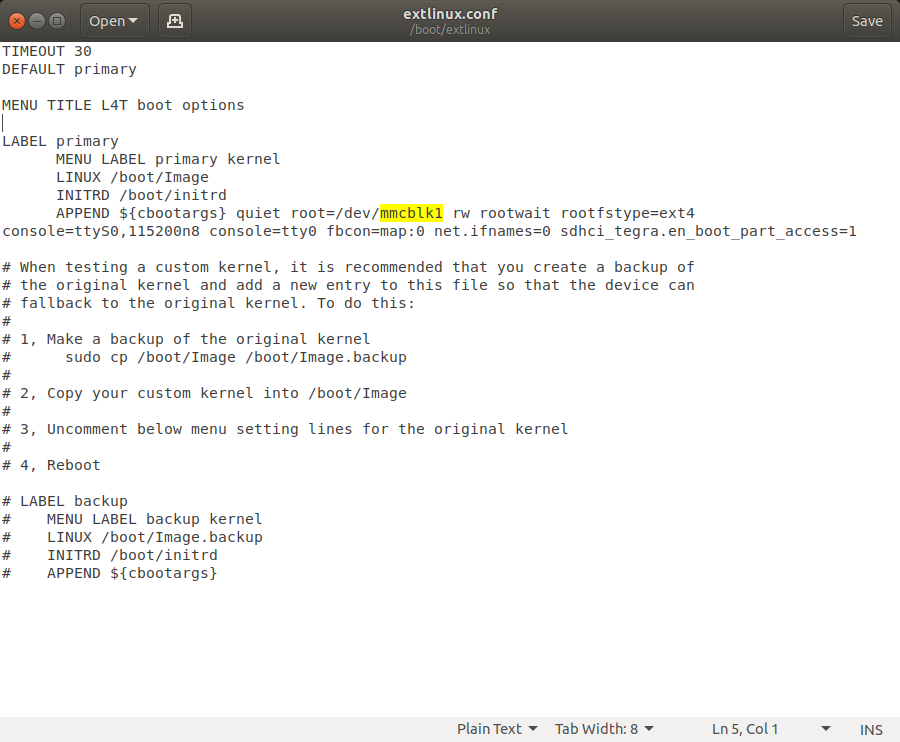 Open
extlinux.conf
/boot/extlinux
Save
TIMEOUT 30
DEFAULT primary
MENU TITLE L4T boot options
LABEL primary
      MENU LABEL primary kernel
      LINUX /boot/Image
      INITRD /boot/initrd
      APPEND ${cbootargs} quiet root=/dev/mmcblk1 rw rootwait rootfstype=ext4
console=ttyS0,115200n8 console=tty0 fbcon=map:0 net.ifnames=0 sdhci_tegra.en_boot_part_access=1
# When testing a custom kernel, it is recommended that you create a backup of
# the original kernel and add a new entry to this file so that the device can
# fallback to the original kernel. To do this:
#
# 1, Make a backup of the original kernel
#      sudo cp /boot/Image /boot/Image.backup
#
# 2, Copy your custom kernel into /boot/Image
#
# 3, Uncomment below menu setting lines for the original kernel
#
# 4, Reboot
# LABEL backup
#    MENU LABEL backup kernel
#    LINUX /boot/Image.backup
#    INITRD /boot/initrd
#    APPEND ${cbootargs}
Plain Text Tab Width: 8 Ln 5, Col 1 INS